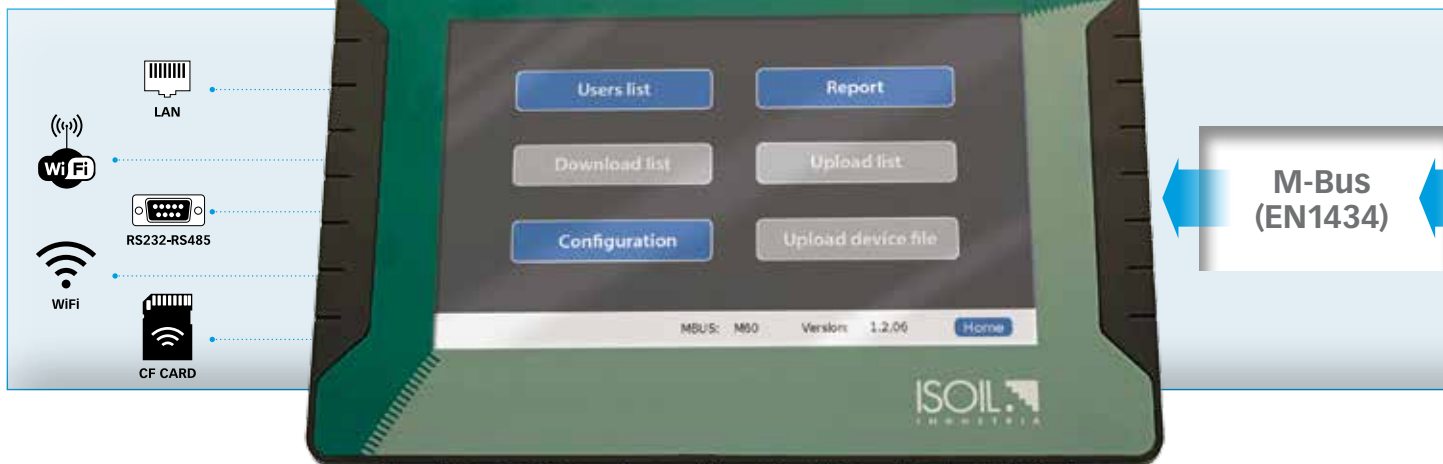 LAN
WiFi
RS232-RS485
WiFi
CF CARD
Users list
Report
Download list
Upload list
Configuration
Upload device file
MBUS: M60 Version: 1.2.06 Home
ISOIL
INDUSTRIA
M-Bus
(EN1434)